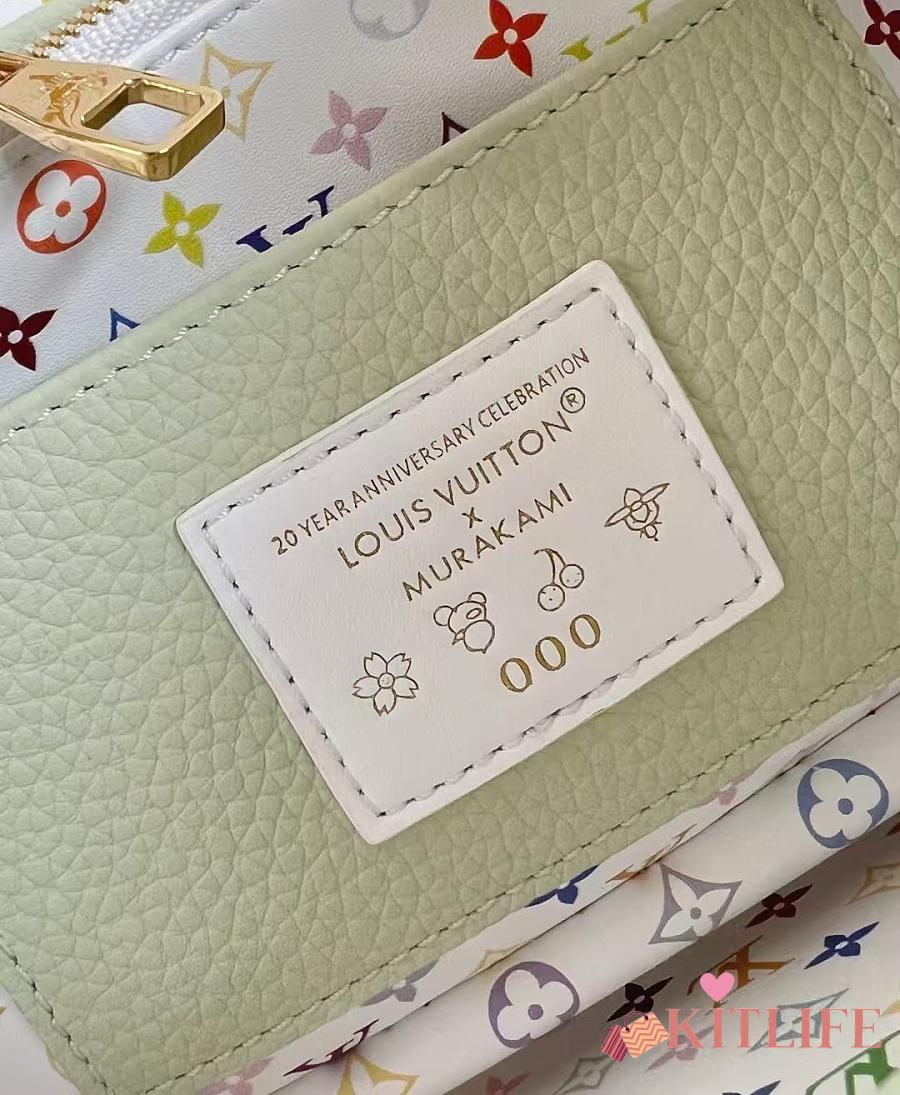 20 YEAR ANNIVERSARY CELEBRATION
LOUIS VUITTON®
X
MURAKAMI
000
KITLIFE